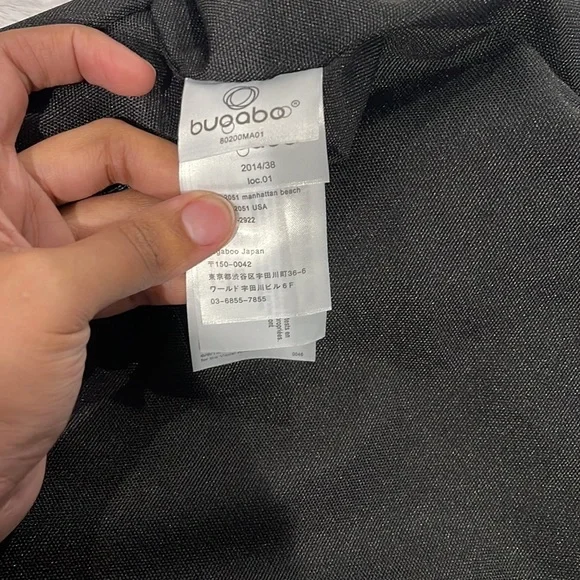 bugaboo®
80200MA01
2014/38
loc.01
2051 manhattan beach
2051 USA
-2922
Bugaboo Japan
〒150-0042
東京都渋谷区宇田川町36-6
ワールド宇田川ビル6F
03-6855-7855